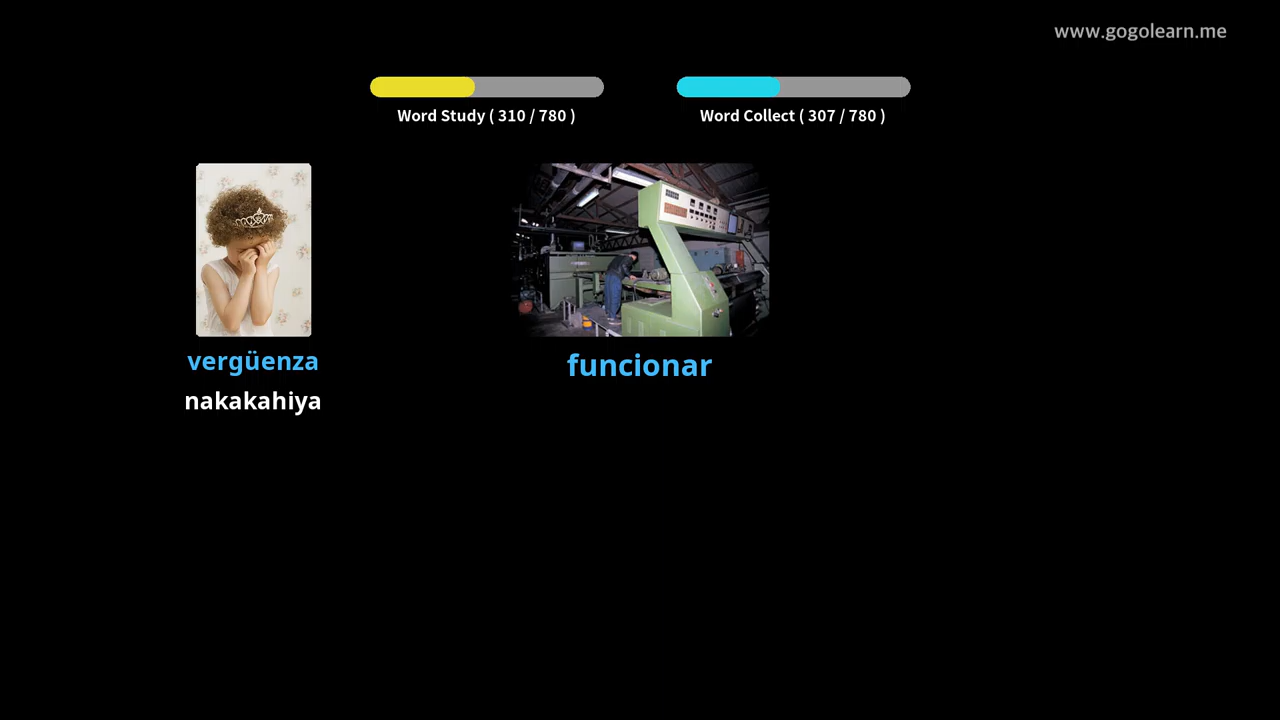 www.gogolearn.me
Word Study ( 310 / 780 )
Word Collect ( 307 / 780 )
vergüenza
nakakahiya
funcionar